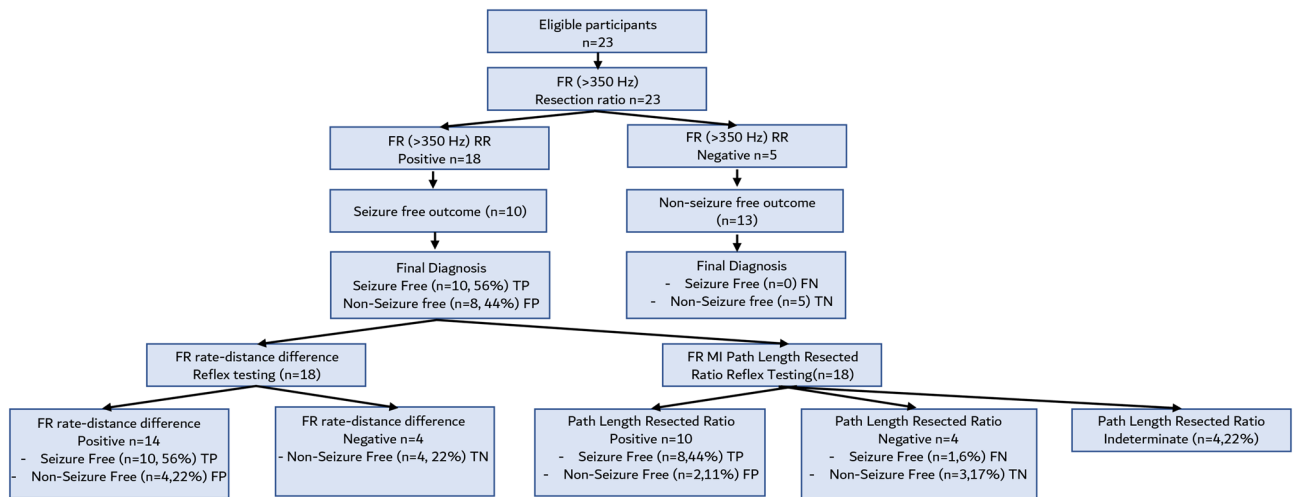 Eligible participants
n=23
FR (>350 Hz)
Resection ratio n=23
FR (>350 Hz) RR
Positive n=18
FR (>350 Hz) RR
Negative n=5
Seizure free outcome (n=10)
Non-seizure free outcome
(n=13)
Final Diagnosis
Seizure Free (n=10, 56%) TP
Non-Seizure free (n=8, 44%) FP
Final Diagnosis
- Seizure Free (n=0) FN
- Non-Seizure free (n=5) TN
FR rate-distance difference
Reflex testing (n=18)
FR MI Path Length Resected
Ratio Reflex Testing(n=18)
FR rate-distance difference
Positive n=14
- Seizure Free (n=10, 56%) TP
- Non-Seizure Free (n=4,22%) FP
FR rate-distance difference
Negative n=4
- Non-Seizure Free (n=4, 22%) TN
Path Length Resected Ratio
Positive n=10
- Seizure Free (n=8,44%) TP
- Non-Seizure Free (n=2,11%) FP
Path Length Resected Ratio
Negative n=4
- Seizure Free (n=1,6%) FN
- Non-Seizure Free (n=3,17%) TN
Path Length Resected Ratio
Indeterminate (n=4,22%)